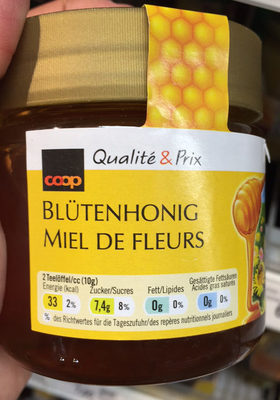 Qualité & Prix
coop
BLÜTENHONIG
MIEL DE FLEURS
2 Teelöffel/cc (10g)
Energie (kcal) Zucker/Sucres Fett/Lipides Gesättigte Fettsäuren
Acides gras saturés
33 2% 7,4g 8% 0g 0% 0g 0%
% des Richtwertes für die Tageszufuhr/des repères nutritionnels journaliers